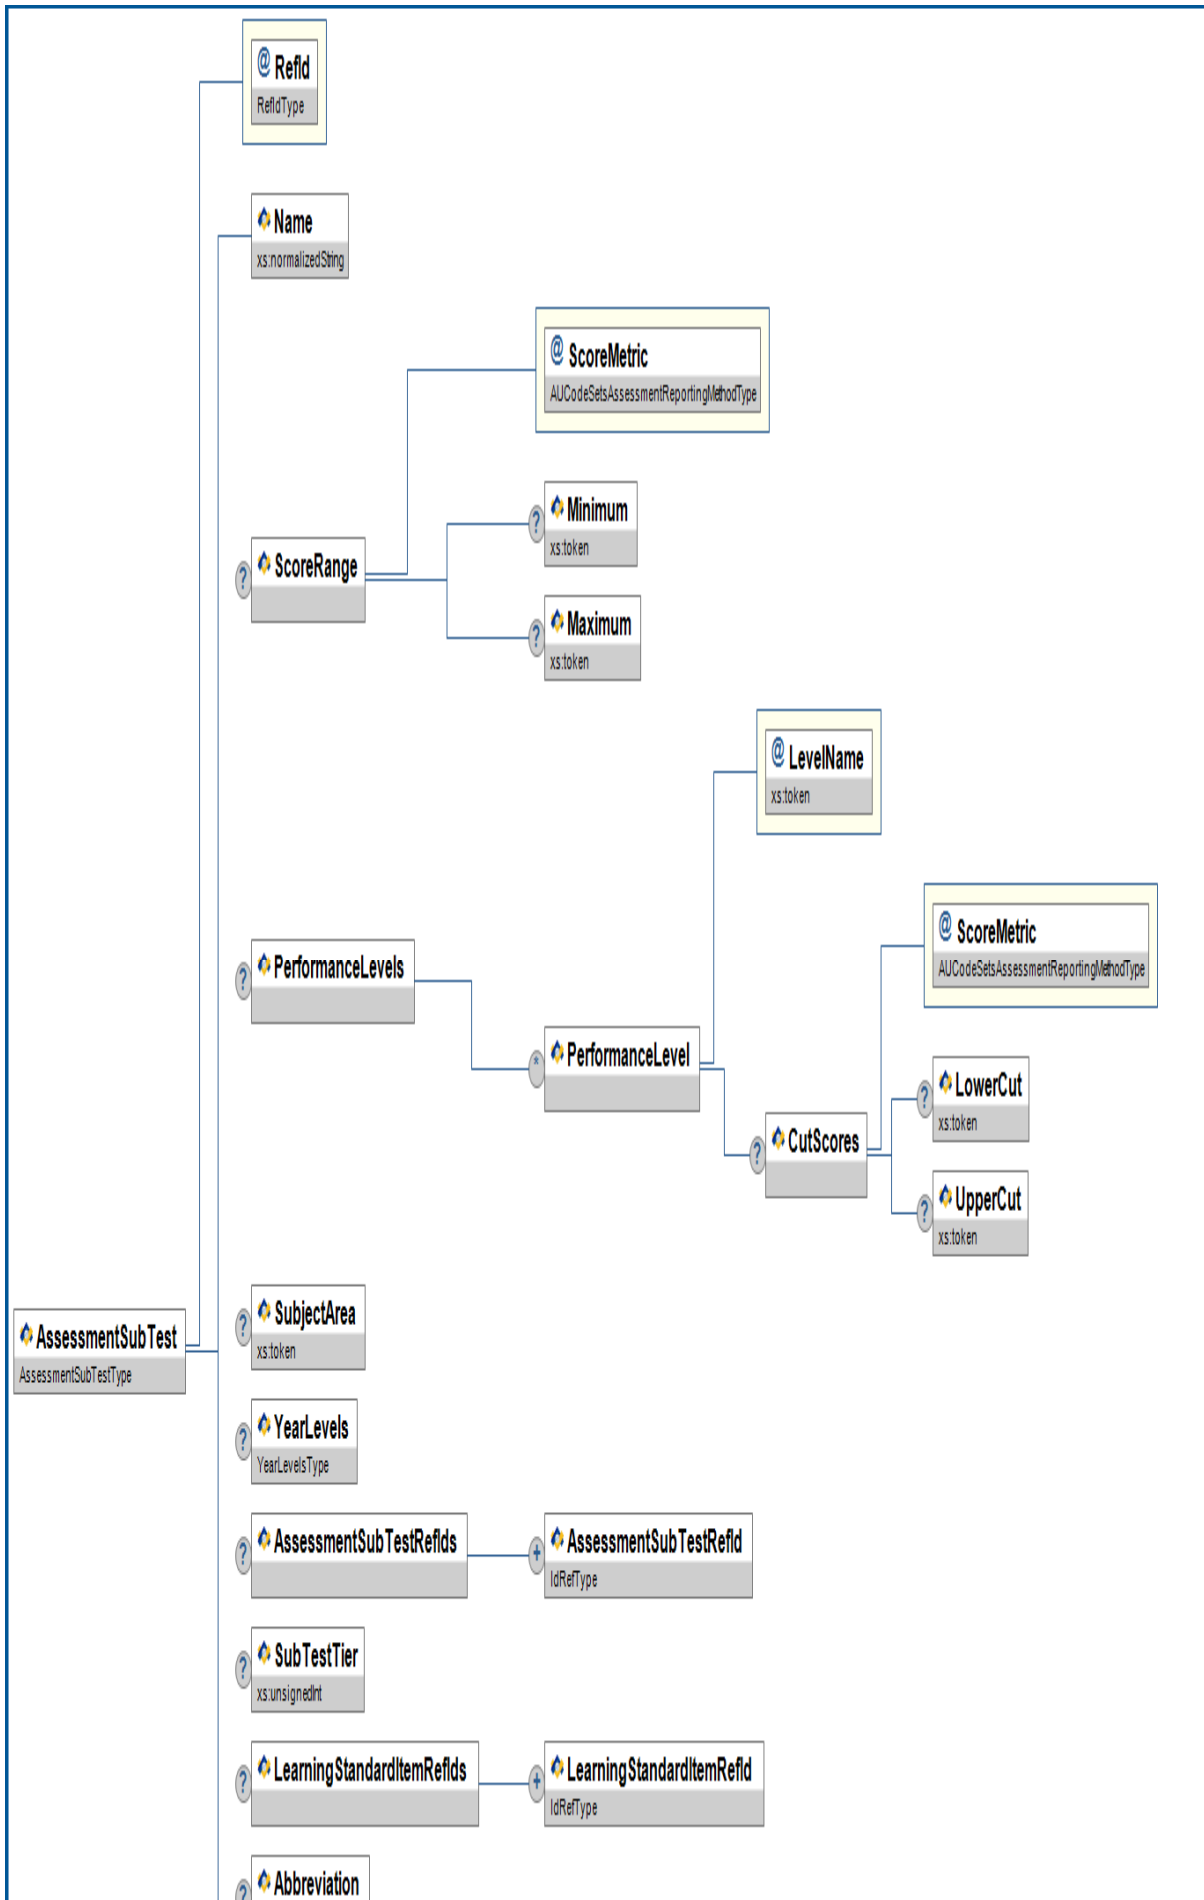 @ RefId
RefIdType
Name
xs:normalizedString
@ ScoreMetric
AUCodeSetsAssessmentReportingMethodType
? Minimum
xs:token
? ScoreRange
? Maximum
xs:token
@ LevelName
xs:token
@ ScoreMetric
AUCodeSetsAssessmentReportingMethodType
? PerformanceLevels
* PerformanceLevel
? LowerCut
xs:token
? CutScores
? UpperCut
xs:token
? SubjectArea
xs:token
AssessmentSubTest
AssessmentSubTestType
? YearLevels
YearLevelsType
? AssessmentSubTestRefIds
+ AssessmentSubTestRefId
IdRefType
? SubTestTier
xs:unsignedInt
? LearningStandardItemRefIds
+ LearningStandardItemRefId
IdRefType
? Abbreviation